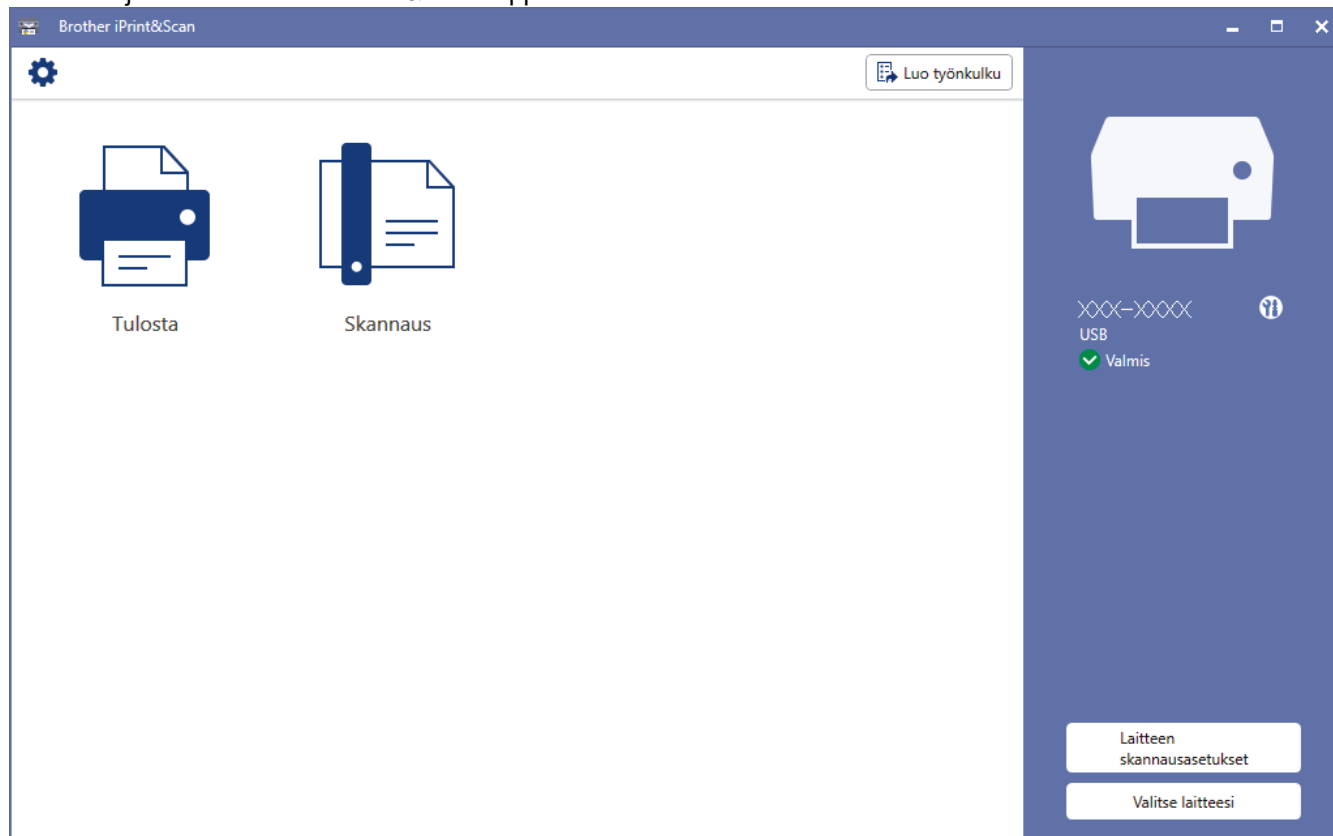 Brother iPrint&Scan
Luo työnkulku
Tulosta
Skannaus
XXX-XXXX
USB
Valmis
Laitteen
skannausasetukset
Valitse laitteesi